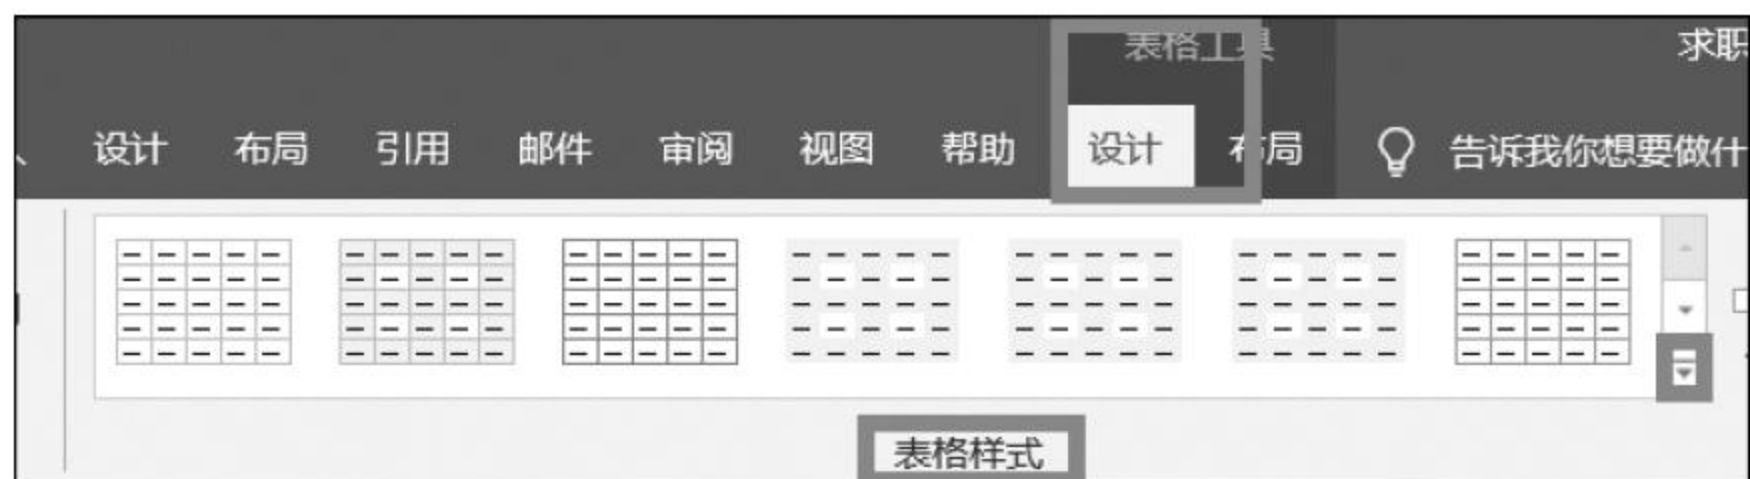 表格工具
求职
设计 布局 引用 邮件 审阅 视图 帮助 设计 布局 告诉我你想要做什
表格样式